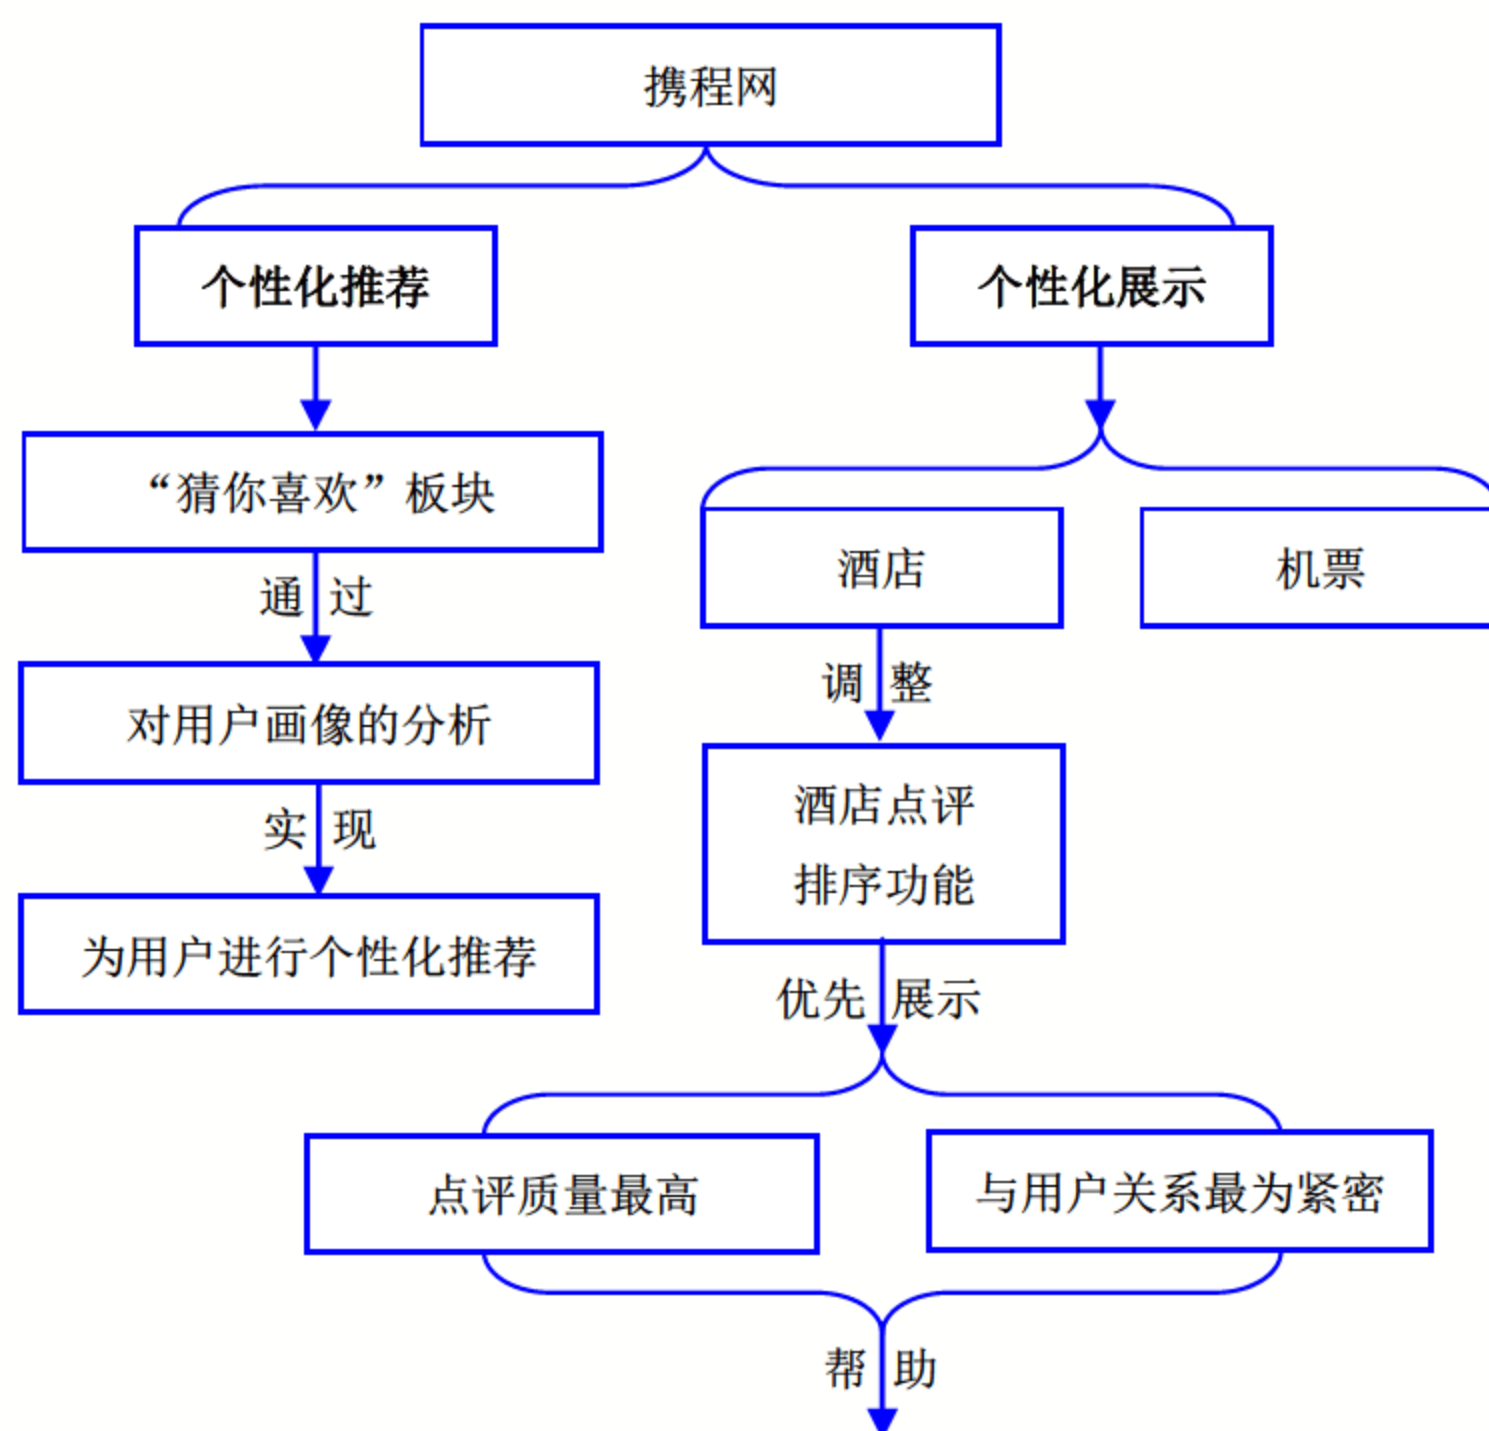 携程网
个性化推荐
个性化展示
“猜你喜欢”板块
通过
对用户画像的分析
实现
为用户进行个性化推荐
酒店
机票
调整
酒店点评
排序功能
优先展示
点评质量最高
与用户关系最为紧密
帮助